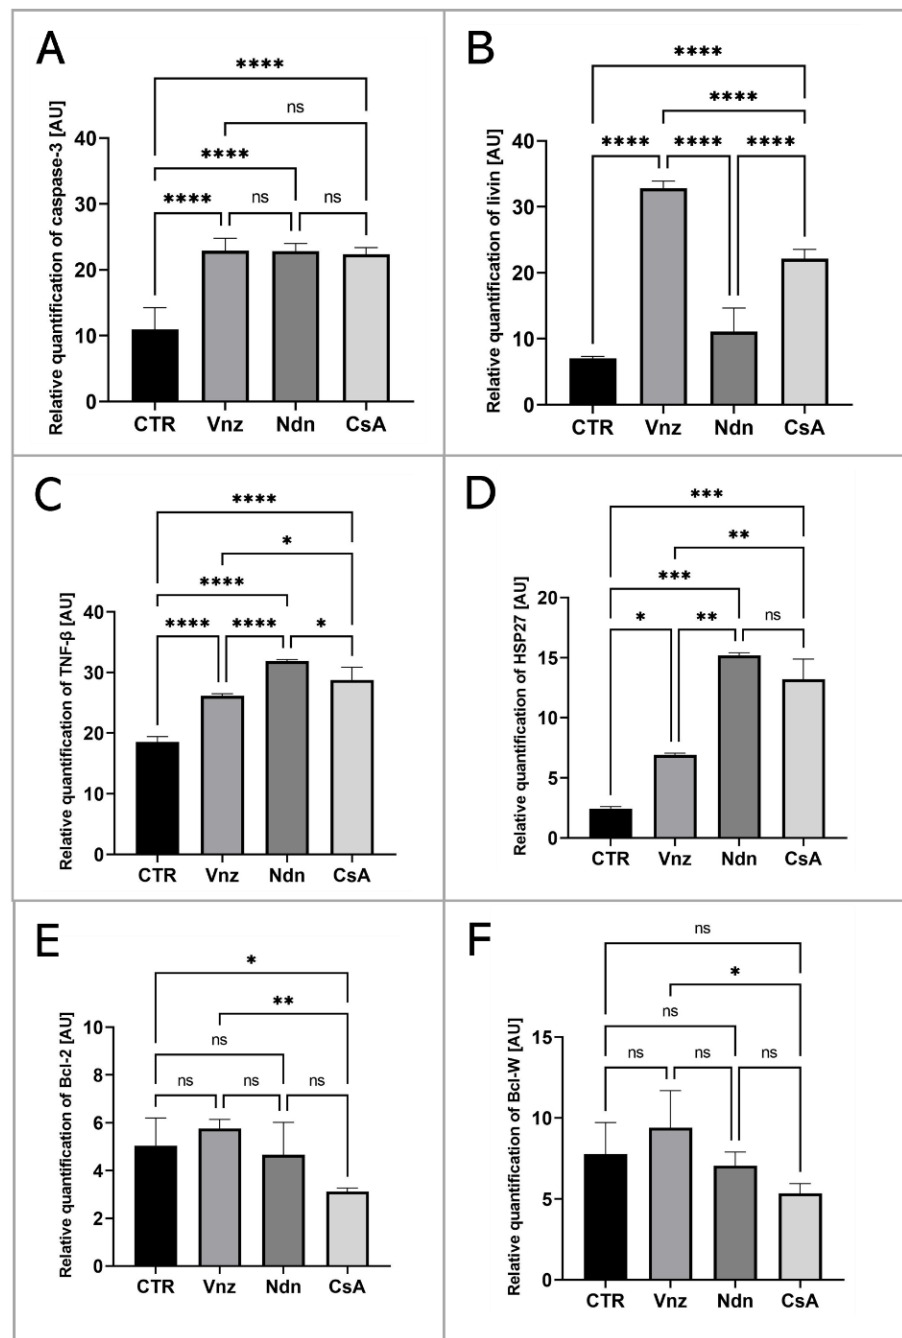 A
****
ns
****
**** ns ns
Relative quantification of caspase-3 [AU]
40
30
20
10
0
CTR Vnz Ndn CsA
B
****
****
**** **** ****
Relative quantification of livin [AU]
40
30
20
10
0
CTR Vnz Ndn CsA
C
****
*
****
**** **** *
Relative quantification of TNF-β [AU]
40
30
20
10
0
CTR Vnz Ndn CsA
D
***
**
***
* ** ns
Relative quantification of HSP27 [AU]
20
15
10
5
0
CTR Vnz Ndn CsA
E
*
**
ns
ns ns ns
Relative quantification of Bcl-2 [AU]
10
8
6
4
2
0
CTR Vnz Ndn CsA
F
ns
*
ns
ns ns ns
Relative quantification of Bcl-W [AU]
15
10
5
0
CTR Vnz Ndn CsA